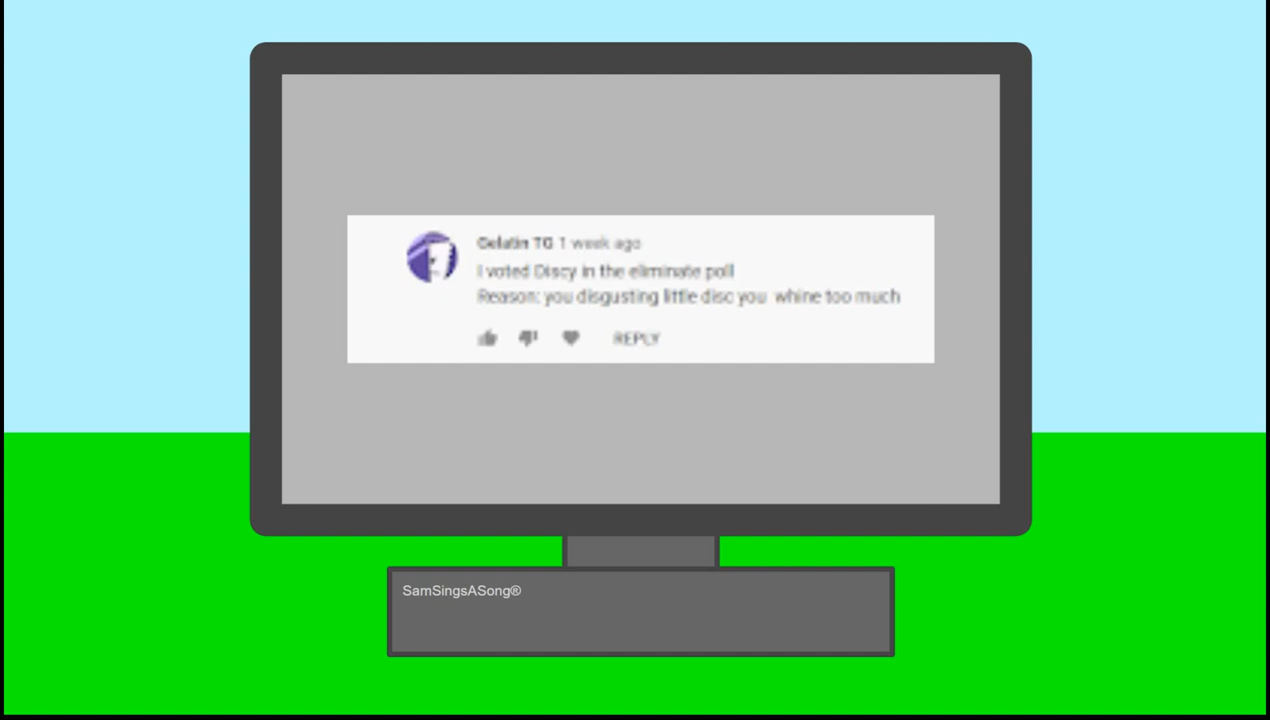 Gelatin TG 1 week ago
I voted Discy in the eliminate poll
Reason: you disgusting little disc you whine too much
REPLY
SamSingsASong®